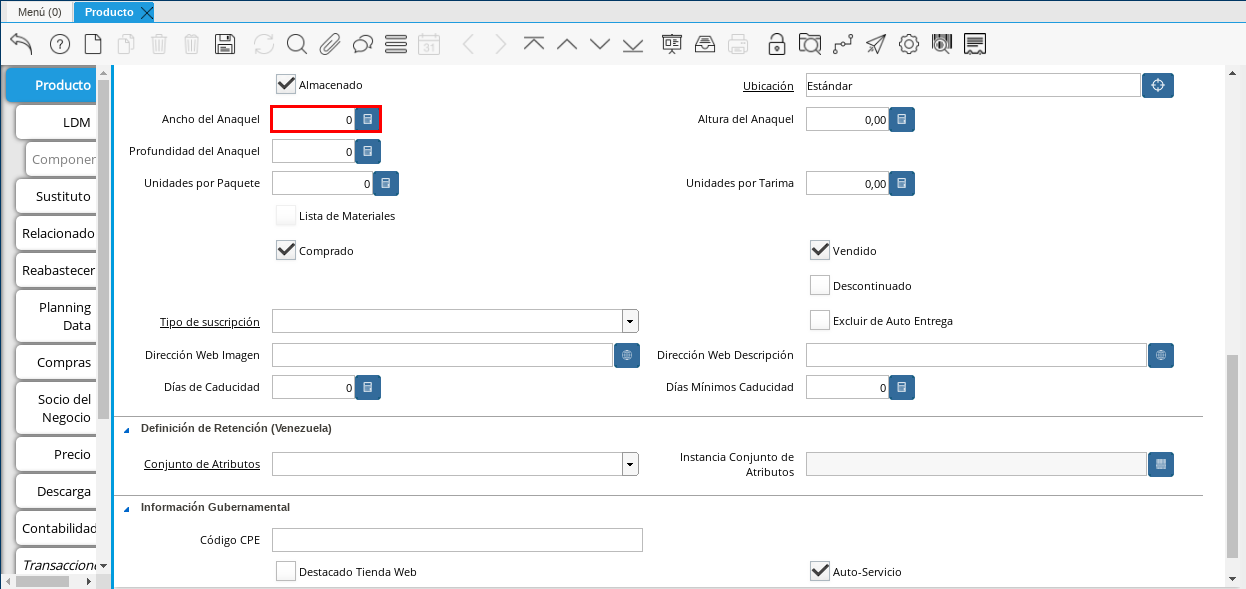 Menú (0)
Producto
31
Producto
LDM
Componer
Sustituto
Relacionado
Reabastecer
Planning
Data
Compras
Socio del
Negocio
Precio
Descarga
Contabilidad
Transaccione
Almacenado
Ubicación
Estándar
Ancho del Anaquel
0
Altura del Anaquel
0,00
Profundidad del Anaquel
0
Unidades por Paquete
0
Unidades por Tarima
0,00
Lista de Materiales
Comprado
Vendido
Descontinuado
Tipo de suscripción
Excluir de Auto Entrega
Dirección Web Imagen
Dirección Web Descripción
Días de Caducidad
0
Días Mínimos Caducidad
0
Definición de Retención (Venezuela)
Conjunto de Atributos
Instancia Conjunto de
Atributos
Información Gubernamental
Código CPE
Destacado Tienda Web
Auto-Servicio